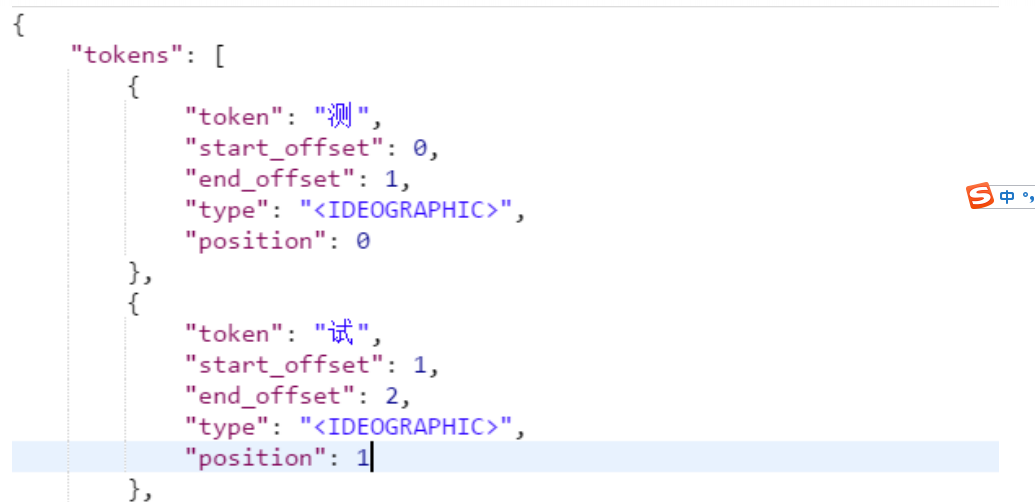 {
    "tokens": [
        {
            "token": "测",
            "start_offset": 0,
            "end_offset": 1,
            "type": "<IDEOGRAPHIC>",
            "position": 0
        },
        {
            "token": "试",
            "start_offset": 1,
            "end_offset": 2,
            "type": "<IDEOGRAPHIC>",
            "position": 1
        },
S 中 °,